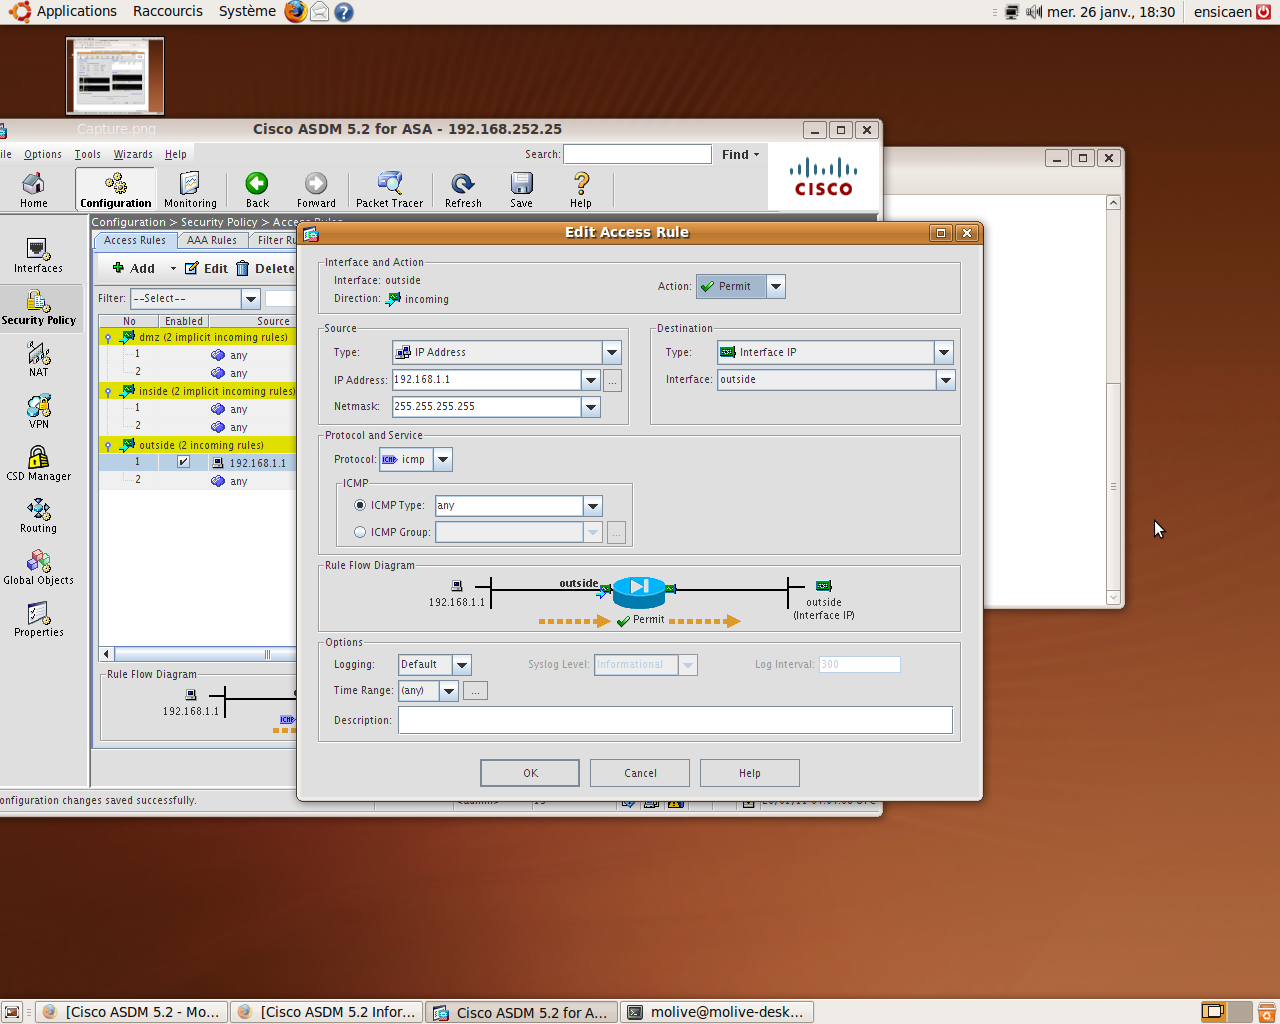 Applications Raccourcis Système
mer. 26 janv., 18:30 ensicaen
Capture.png
Cisco ASDM 5.2 for ASA - 192.168.252.25
ile Options Tools Wizards Help
Search: Find
Home Configuration Monitoring Back Forward Packet Tracer Refresh Save Help
CISCO
Configuration > Security Policy > Access Rules
Access Rules AAA Rules Filter Ru
Add Edit Delete
Filter: --Select--
No Enabled Source
dmz (2 implicit incoming rules)
1 any
2 any
inside (2 implicit incoming rules)
1 any
2 any
outside (2 incoming rules)
1 192.168.1.1
2 any
Interfaces
Security Policy
NAT
VPN
CSD Manager
Routing
Global Objects
Properties
Rule Flow Diagram
192.168.1.1
ICMP
onfiguration changes saved successfully.
Edit Access Rule
Interface and Action
Interface: outside
Direction: incoming
Action: Permit
Source
Type: IP Address
IP Address: 192.168.1.1 ...
Netmask: 255.255.255.255
Destination
Type: Interface IP
Interface: outside
Protocol and Service
Protocol: ICMP icmp
ICMP
ICMP Type: any
ICMP Group: ...
Rule Flow Diagram
192.168.1.1
outside
Permit
outside
(Interface IP)
Options
Logging: Default Syslog Level: Informational Log Interval: 300
Time Range: (any) ...
Description:
OK Cancel Help
[Cisco ASDM 5.2 - Mo... [Cisco ASDM 5.2 Infor... Cisco ASDM 5.2 for A... molive@molive-desk...